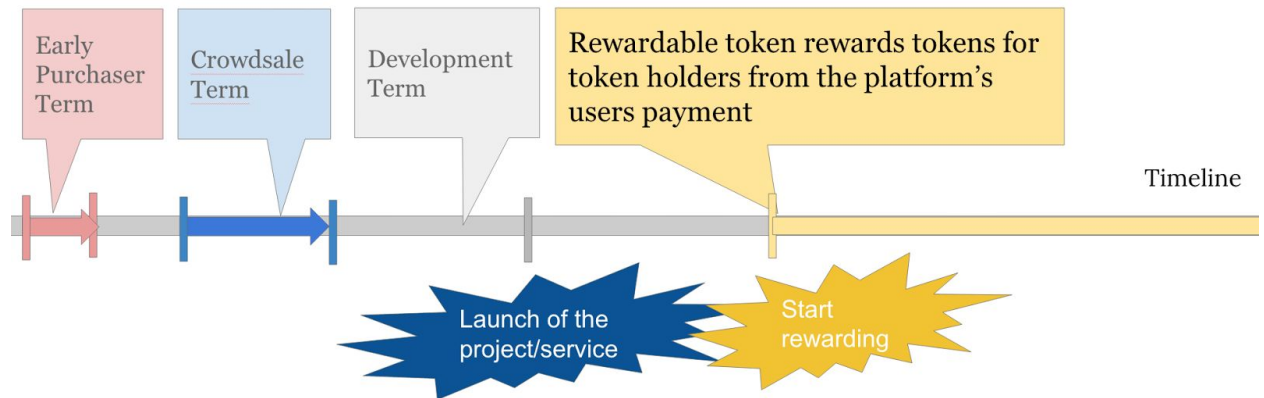 Early
Purchaser
Term
Crowdsale
Term
Development
Term
Rewardable token rewards tokens for
token holders from the platform’s
users payment
Timeline
Launch of the
project/service
Start
rewarding